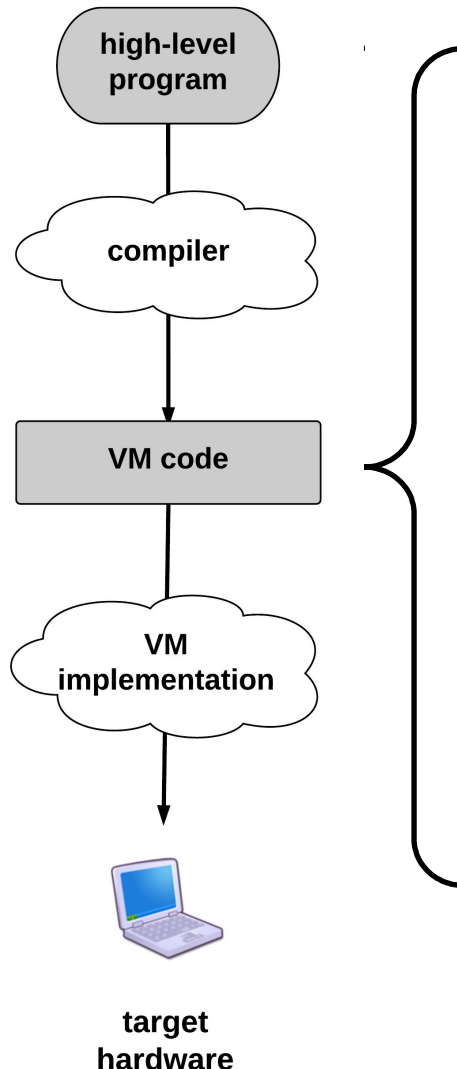 high-level
program
compiler
VM code
VM
implementation
target
hardware